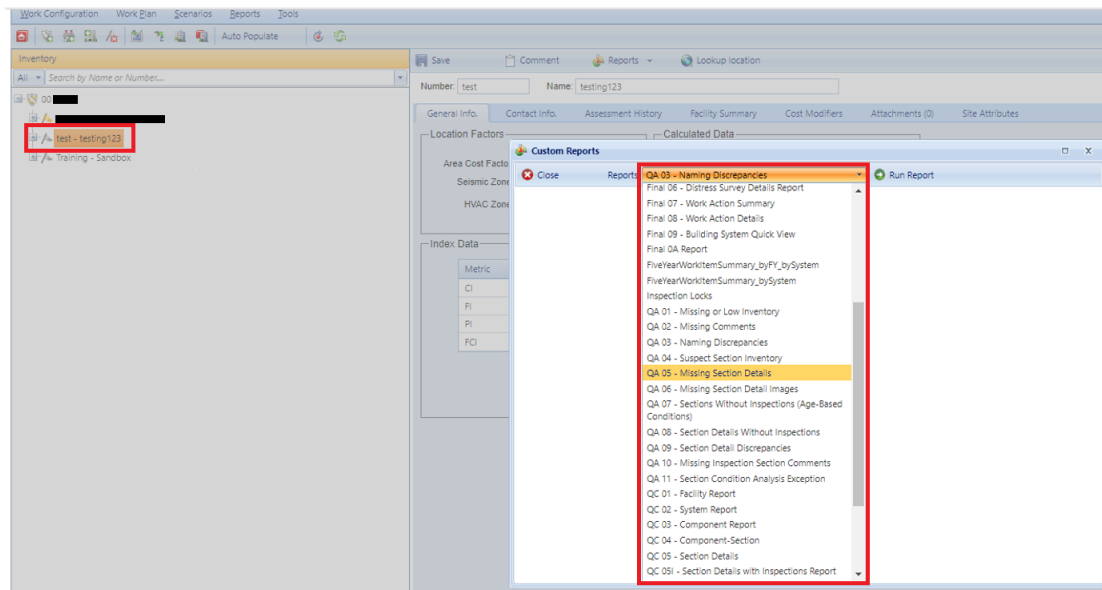 Work Configuration Work Plan Scenarios Reports Tools
Auto Populate
Inventory
All Search by Name or Number...
00
test - testing123
Training - Sandbox
Save Comment Reports Lookup location
Number: test Name: testing123
General Info. Contact Info. Assessment History Facility Summary Cost Modifiers Attachments (0) Site Attributes
Location Factors Calculated Data
Area Cost Facto
Seismic Zone
HVAC Zone
Index Data
Metric
CI
FI
PI
FCI
Custom Reports
Close Reports QA 03 - Naming Discrepancies Run Report
Final 06 - Distress Survey Details Report
Final 07 - Work Action Summary
Final 08 - Work Action Details
Final 09 - Building System Quick View
Final 0A Report
FiveYearWorkItemSummary_byFY_bySystem
FiveYearWorkItemSummary_bySystem
Inspection Locks
QA 01 - Missing or Low Inventory
QA 02 - Missing Comments
QA 03 - Naming Discrepancies
QA 04 - Suspect Section Inventory
QA 05 - Missing Section Details
QA 06 - Missing Section Detail Images
QA 07 - Sections Without Inspections (Age-Based
Conditions)
QA 08 - Section Details Without Inspections
QA 09 - Section Detail Discrepancies
QA 10 - Missing Inspection Section Comments
QA 11 - Section Condition Analysis Exception
QC 01 - Facility Report
QC 02 - System Report
QC 03 - Component Report
QC 04 - Component-Section
QC 05 - Section Details
QC 05I - Section Details with Inspections Report